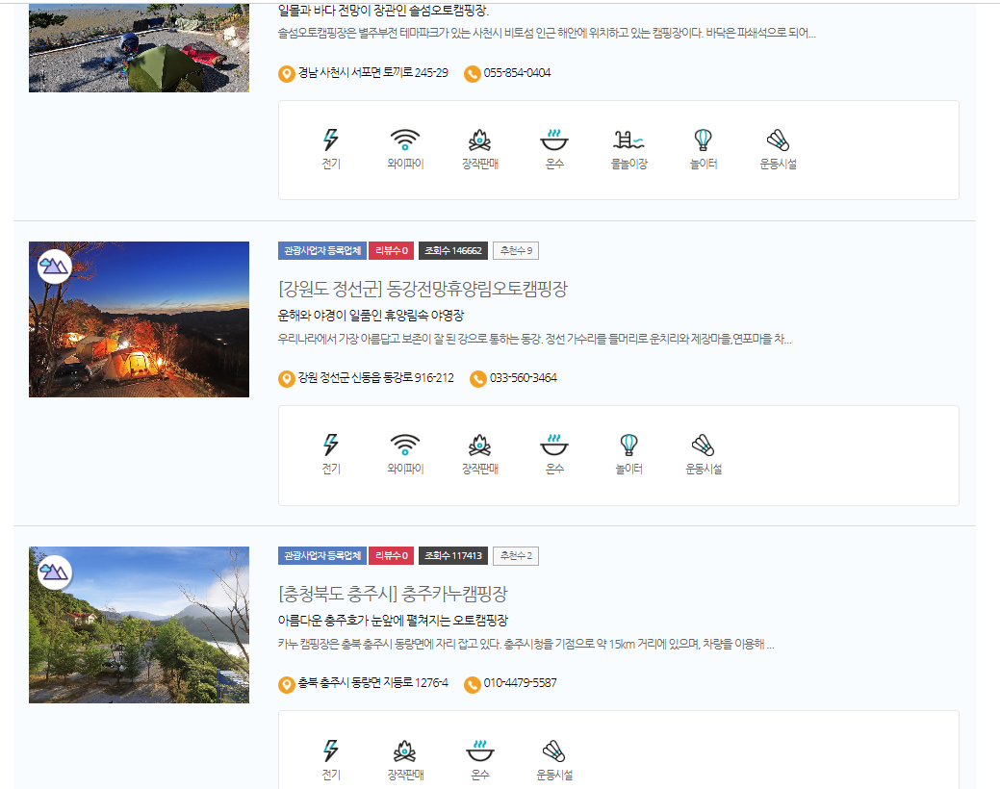 일몰과 바다 전망이 장관인 솔섬오토캠핑장.
솔섬오토캠핑장은 별주부전 테마파크가 있는 사천시 비토섬 인근 해안에 위치하고 있는 캠핑장이다. 바닥은 파쇄석으로 되어...
경남 사천시 서포면 토끼로 245-29 055-854-0404
전기 와이파이 장작판매 온수 물놀이장 놀이터 운동시설
관광사업자 등록업체 리뷰수 0 조회수 146662 추천수 9
[강원도 정선군] 동강전망휴양림오토캠핑장
운해와 야경이 일품인 휴양림속 야영장
우리나라에서 가장 아름답고 보존이 잘 된 강으로 통하는 동강. 정선 가수리를 들머리로 운치리와 제장마을,연포마을 차...
강원 정선군 신동읍 동강로 916-212 033-560-3464
전기 와이파이 장작판매 온수 놀이터 운동시설
관광사업자 등록업체 리뷰수 0 조회수 117413 추천수 2
[충청북도 충주시] 충주카누캠핑장
아름다운 충주호가 눈앞에 펼쳐지는 오토캠핑장
카누 캠핑장은 충북 충주시 동량면에 자리 잡고 있다. 충주시청을 기점으로 약 15km 거리에 있으며, 차량을 이용해 ...
충북 충주시 동량면 지등로 1276-4 010-4479-5587
전기 장작판매 온수 운동시설